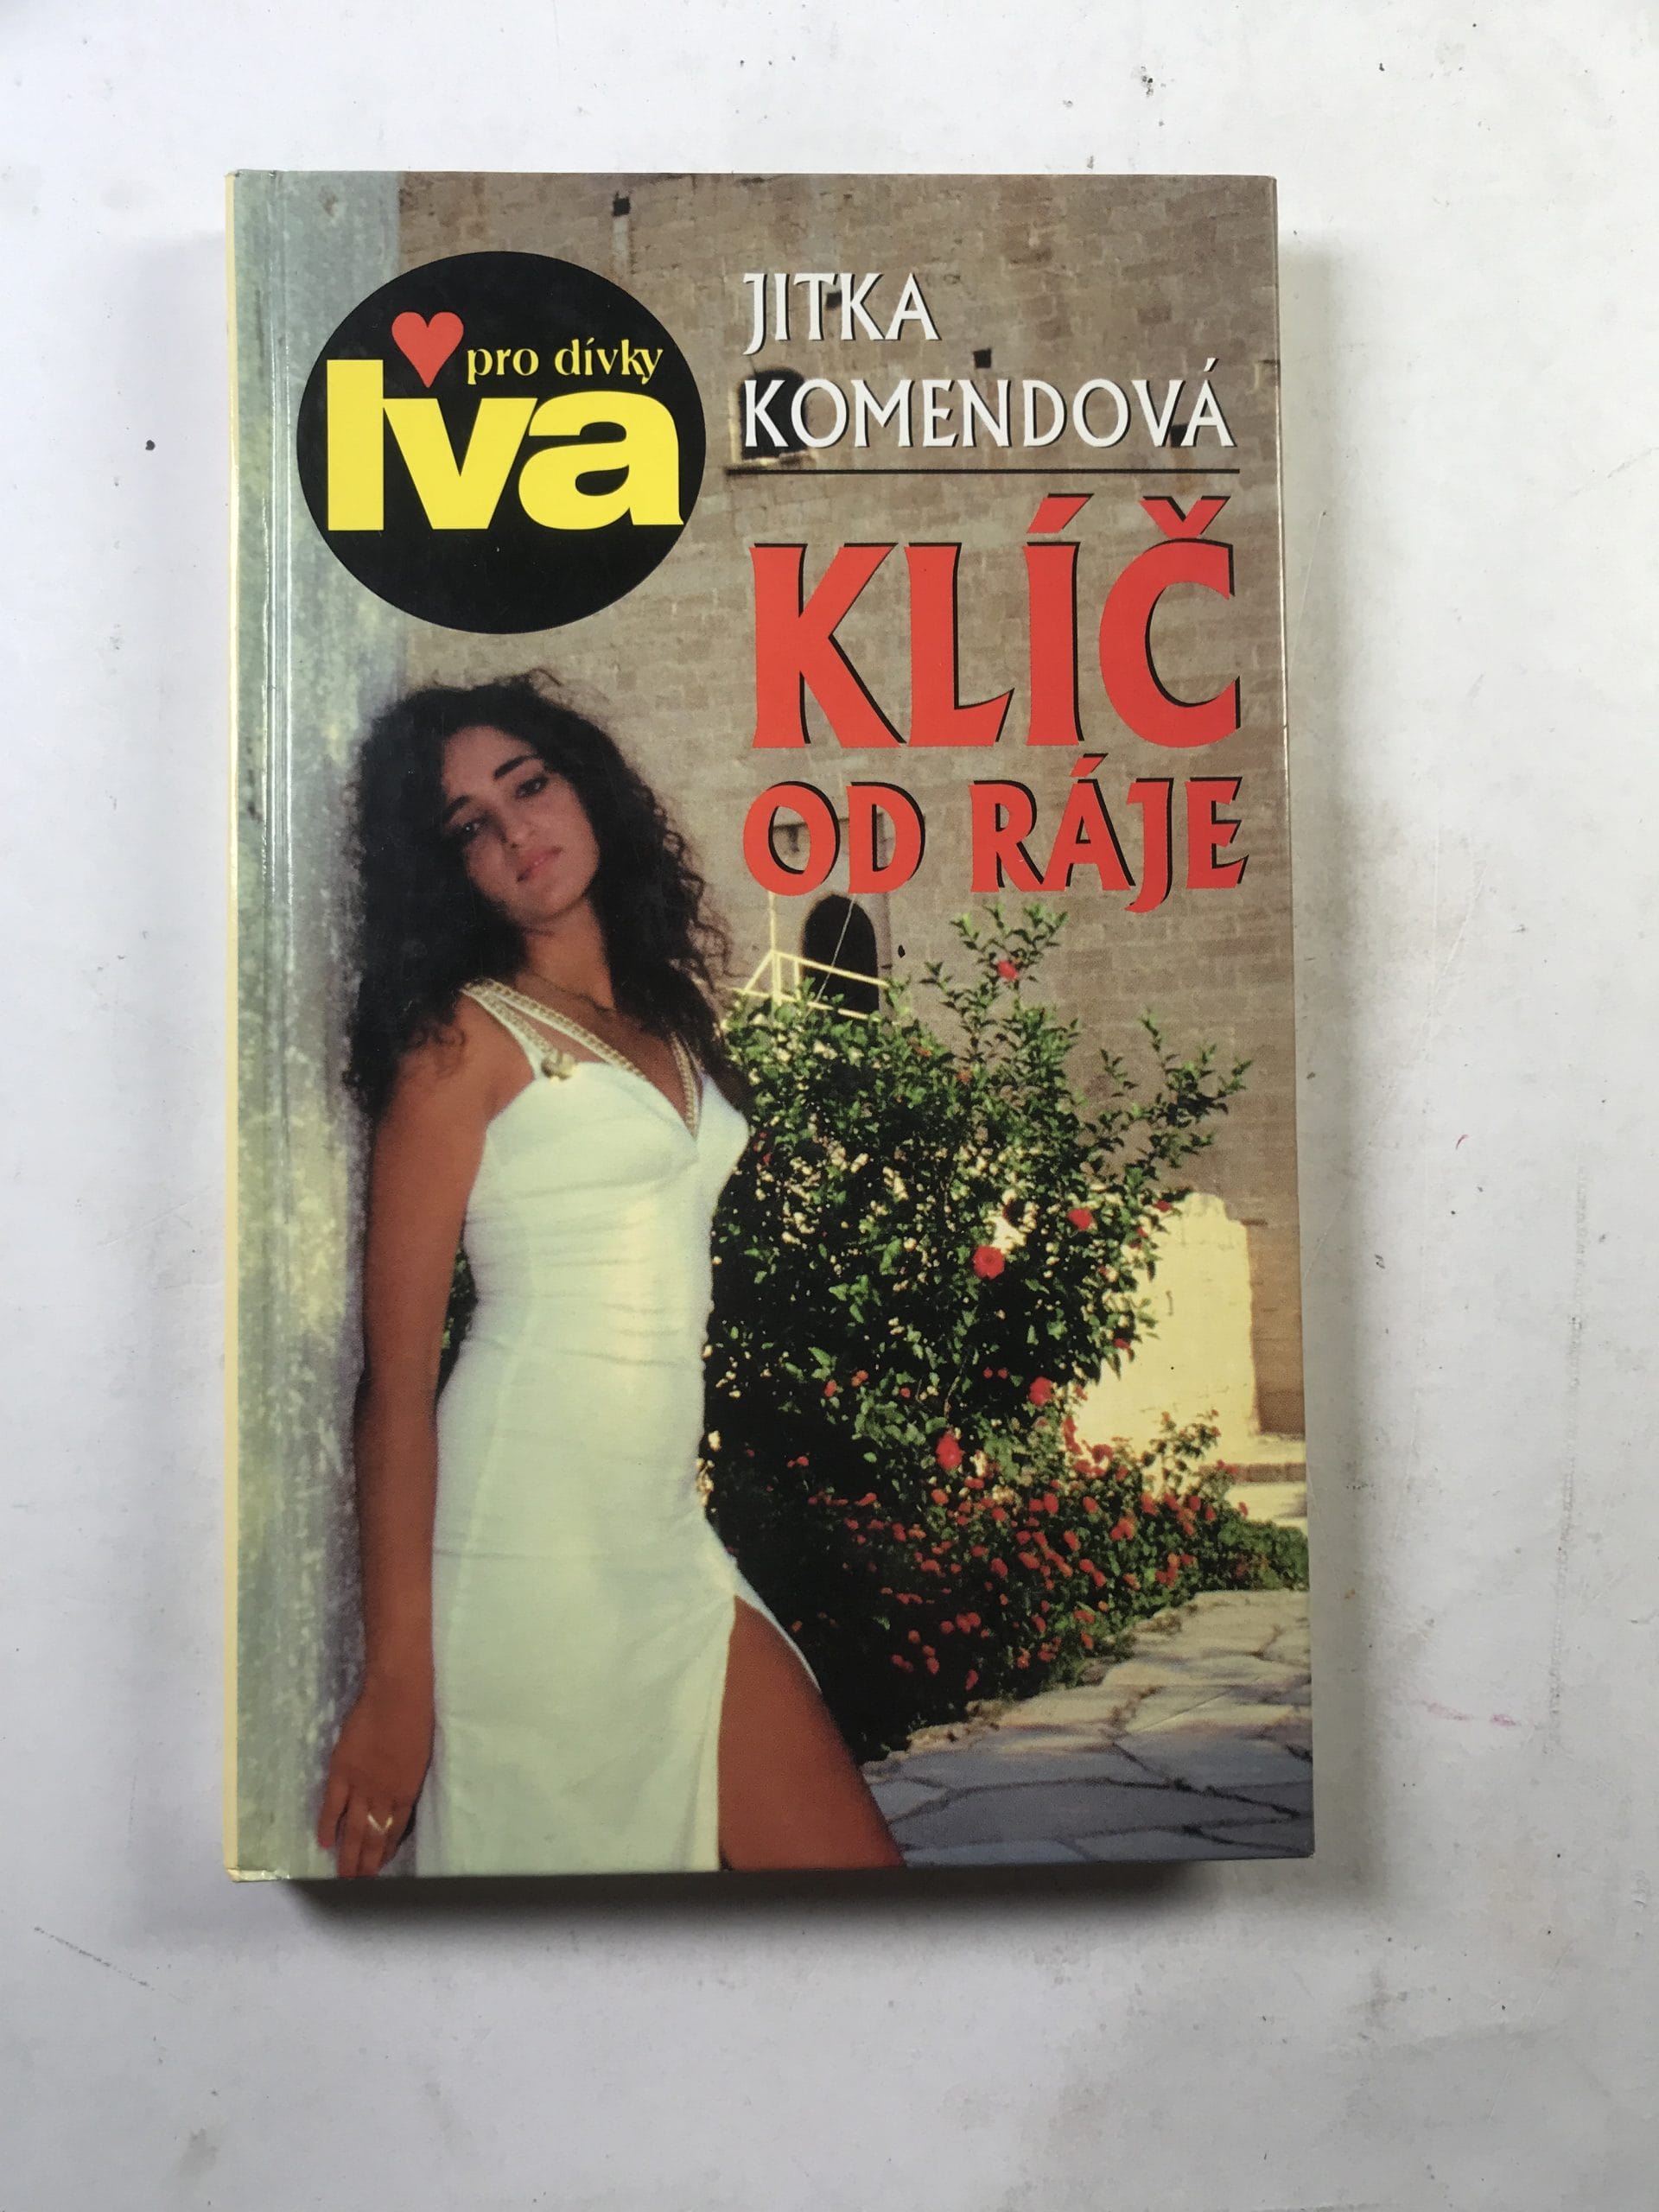 pro dívky
Iva
JITKA
KOMENDOVÁ
KLÍČ
OD RÁJE